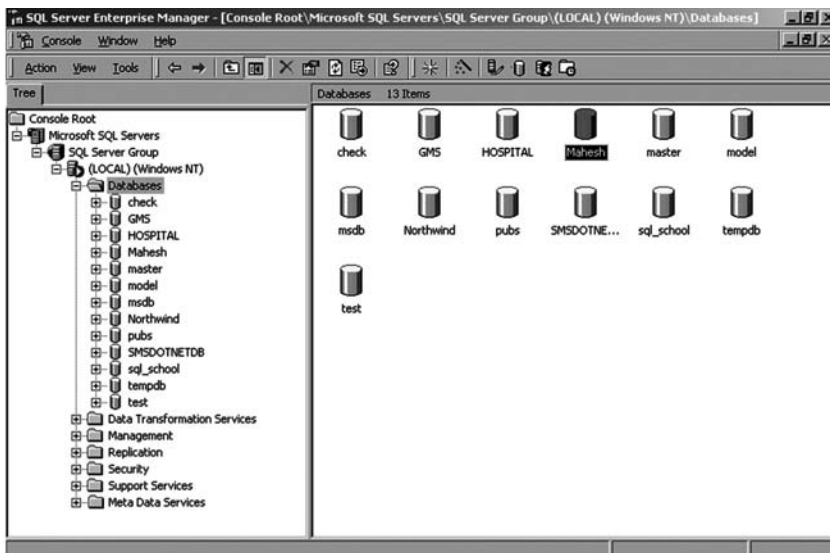 SQL Server Enterprise Manager - [Console Root\Microsoft SQL Servers\SQL Server Group\(LOCAL) (Windows NT)\Databases]
Console Window Help
Action View Tools
Tree
Databases 13 Items
Console Root
Microsoft SQL Servers
SQL Server Group
(LOCAL) (Windows NT)
Databases
check
GMS
HOSPITAL
Mahesh
master
model
msdb
Northwind
pubs
SMSDOTNETDB
sql_school
tempdb
test
Data Transformation Services
Management
Replication
Security
Support Services
Meta Data Services
check GMS HOSPITAL Mahesh master model
msdb Northwind pubs SMSDOTNE... sql_school tempdb
test